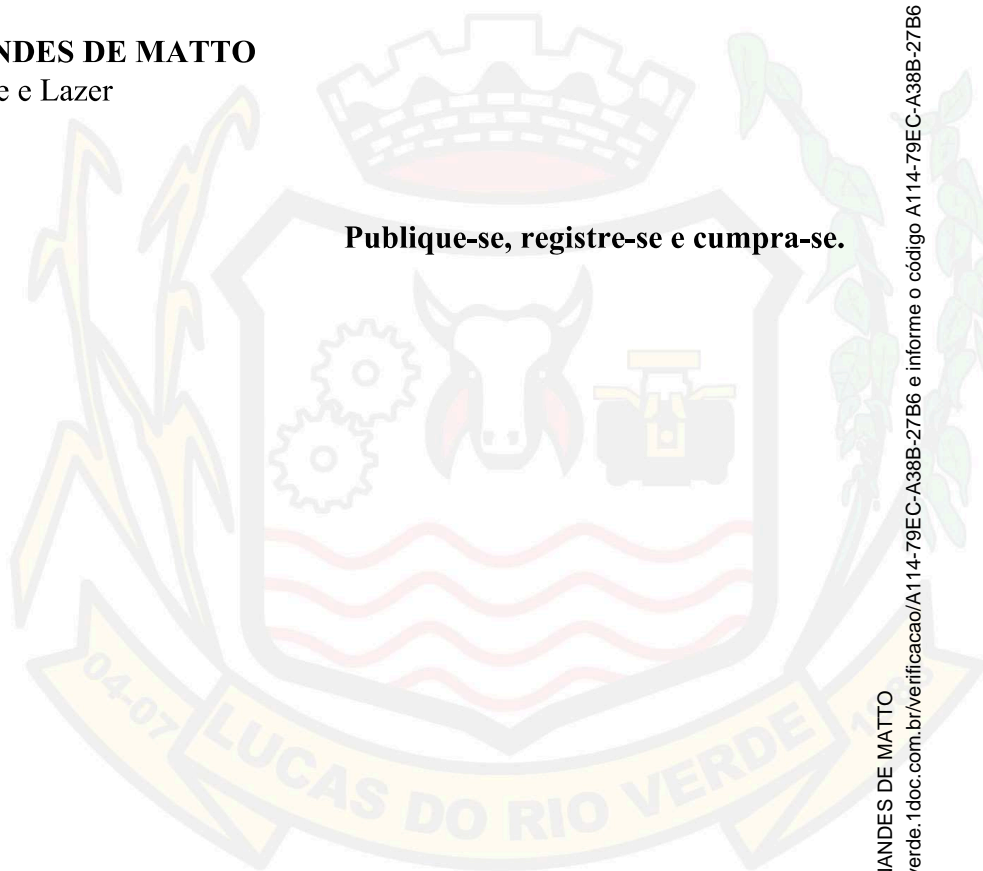 NDES DE MATTO
e e Lazer
Publique-se, registre-se e cumpra-se.
04-07
LUCAS DO RIO VERDE
NDES DE MATTO
verde.1doc.com.br/verificacao/A114-79EC-A38B-27B6 e informe o código A114-79EC-A38B-27B6